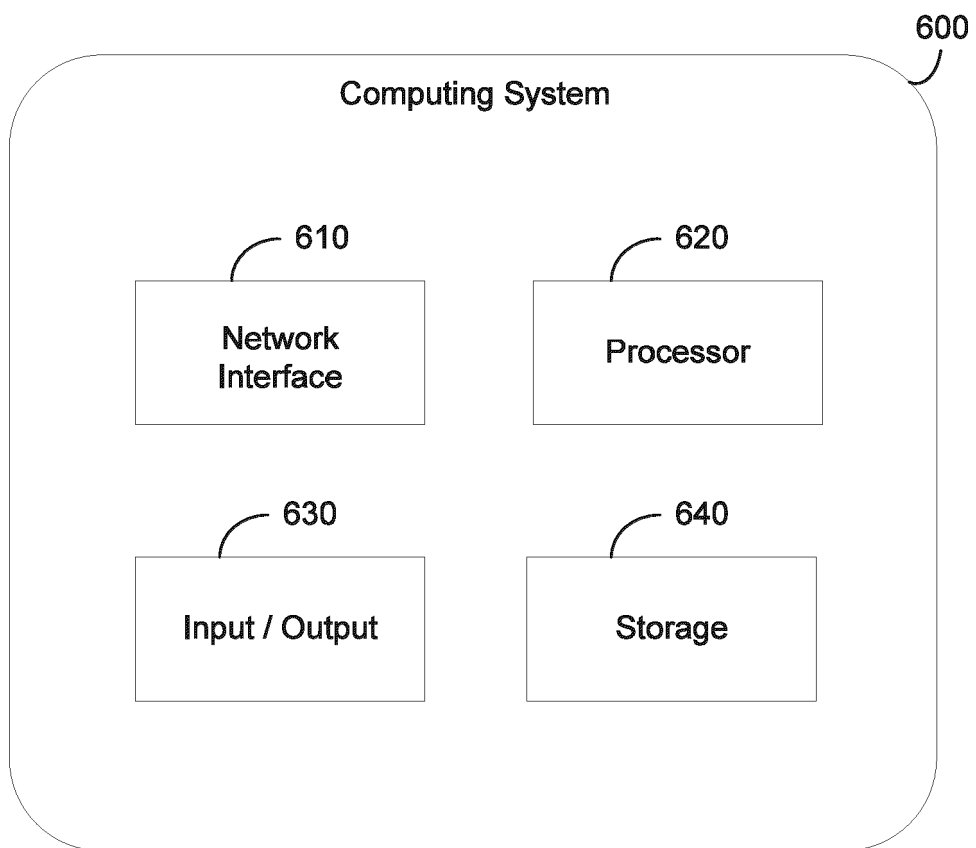 600
Computing System
610
620
Network
Interface
Processor
630
640
Input / Output
Storage